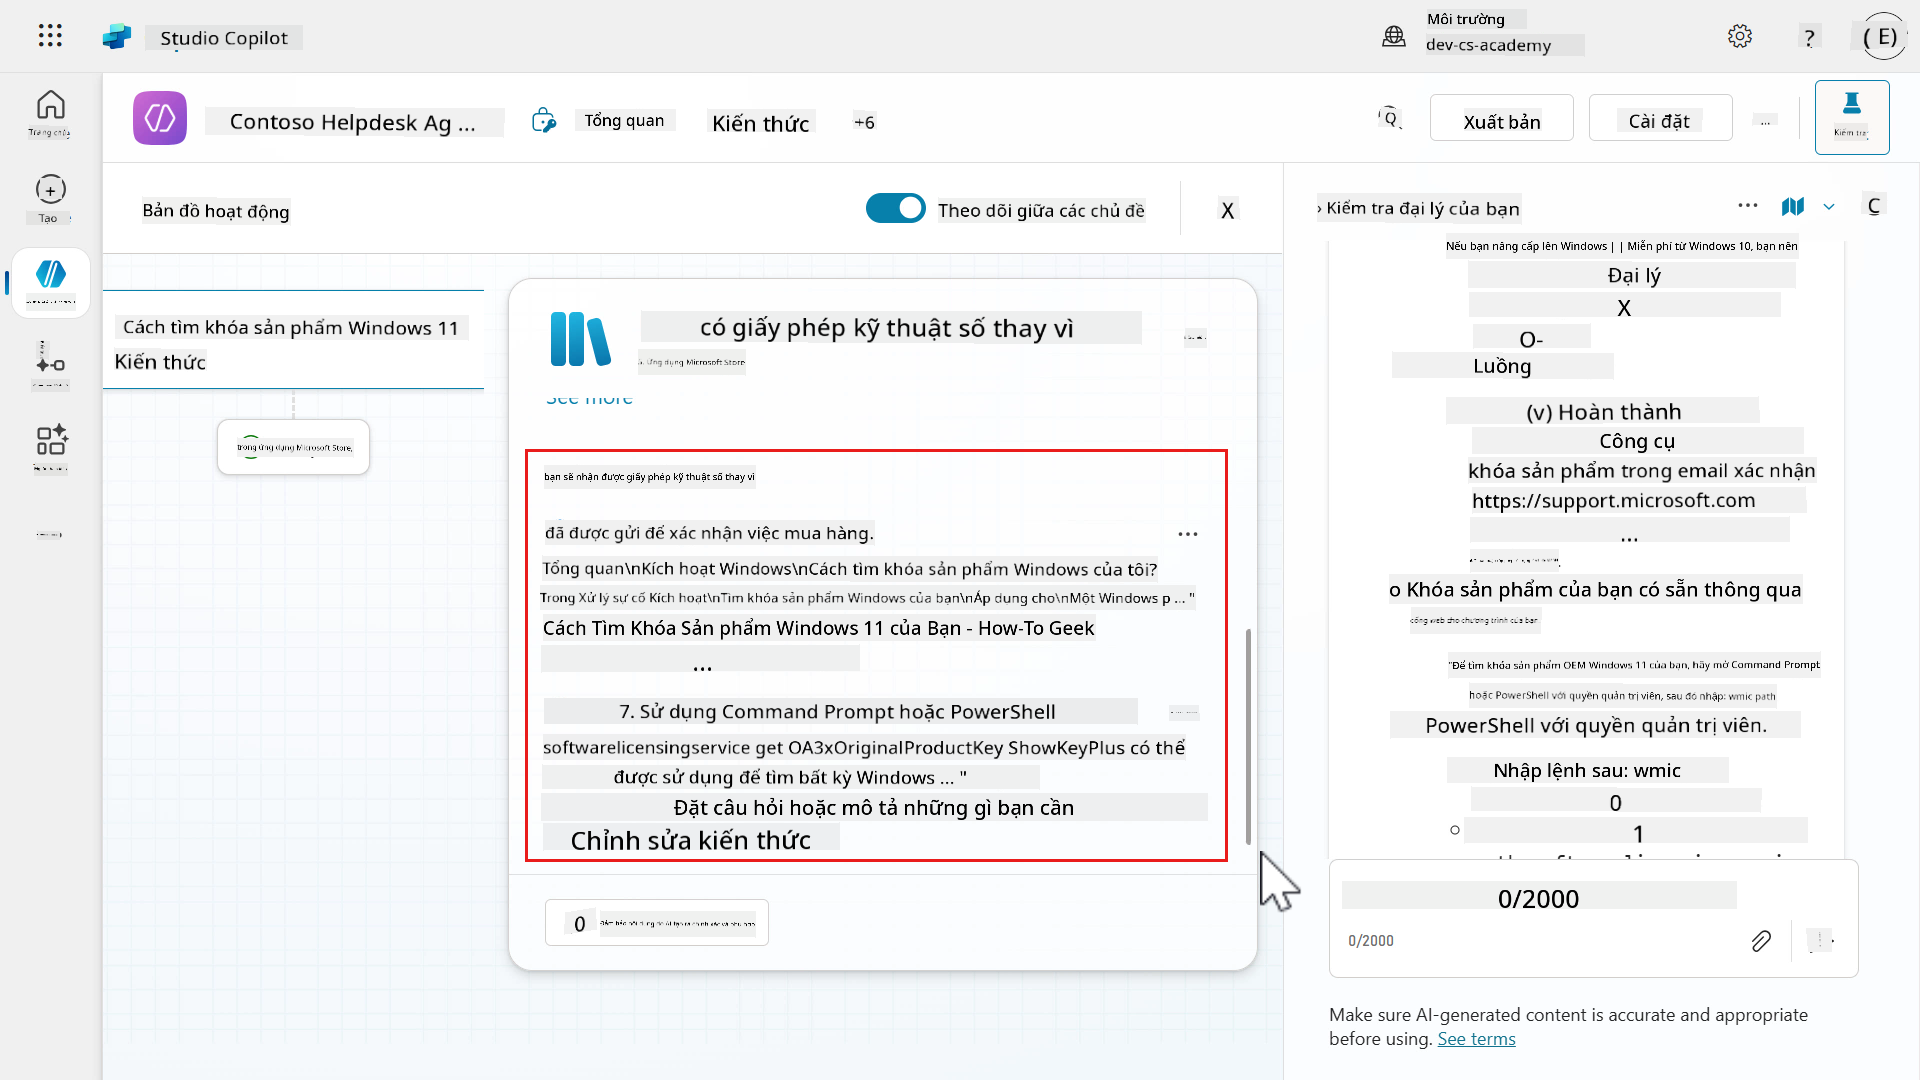 Studio Copilot
Môi trường
dev-cs-academy
?
( E)
Trang chủ
Contoso Helpdesk Ag ...
Tổng quan
Kiến thức
+6
Q
Xuất bản
Cài đặt
...
Kiểm tra
Tạo
Bản đồ hoạt động
Theo dõi giữa các chủ đề
X
Cách tìm khóa sản phẩm Windows 11
Kiến thức
trong ứng dụng Microsoft Store,
có giấy phép kỹ thuật số thay vì
Ứng dụng Microsoft Store
See more
bạn sẽ nhận được giấy phép kỹ thuật số thay vì
đã được gửi để xác nhận việc mua hàng.
Tổng quan\nKích hoạt Windows\nCách tìm khóa sản phẩm Windows của tôi?
Trong Xử lý sự cố Kích hoạt\nTìm khóa sản phẩm Windows của bạn\nÁp dụng cho\nMột Windows p ... "
Cách Tìm Khóa Sản phẩm Windows 11 của Bạn - How-To Geek
...
7. Sử dụng Command Prompt hoặc PowerShell
softwarelicensingservice get OA3xOriginalProductKey ShowKeyPlus có thể
được sử dụng để tìm bất kỳ Windows ... "
Đặt câu hỏi hoặc mô tả những gì bạn cần
Chỉnh sửa kiến thức
0
Đảm bảo nội dung do AI tạo ra chính xác và phù hợp
› Kiểm tra đại lý của bạn
C
Nếu bạn nâng cấp lên Windows | | Miễn phí từ Windows 10, bạn nên
Đại lý
X
O-
Luồng
(v) Hoàn thành
Công cụ
khóa sản phẩm trong email xác nhận
https://support.microsoft.com
...
o Khóa sản phẩm của bạn có sẵn thông qua
cổng web cho chương trình của bạn
"Để tìm khóa sản phẩm OEM Windows 11 của bạn, hãy mở Command Prompt
hoặc PowerShell với quyền quản trị viên, sau đó nhập: wmic path
PowerShell với quyền quản trị viên.
Nhập lệnh sau: wmic
0
1
0/2000
0/2000
Make sure AI-generated content is accurate and appropriate
before using. See terms